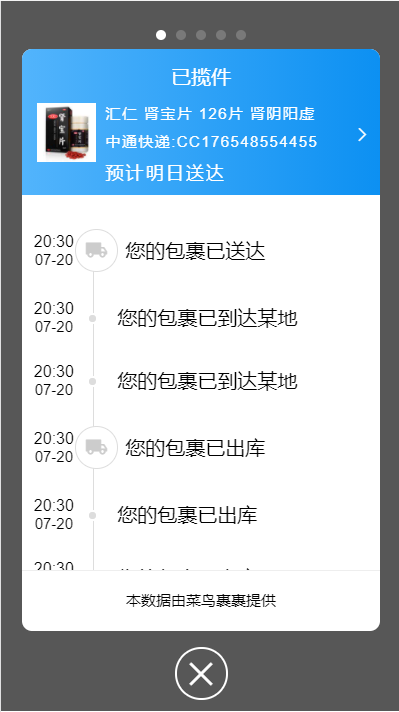 已揽件
汇仁 肾宝片 126片 肾阴阳虚
中通快递:CC176548554455
预计明日送达
肾宝片
20:30
07-20
您的包裹已送达
20:30
07-20
您的包裹已到达某地
20:30
07-20
您的包裹已到达某地
20:30
07-20
您的包裹已出库
20:30
07-20
您的包裹已出库
20:30
本数据由菜鸟裹裹提供